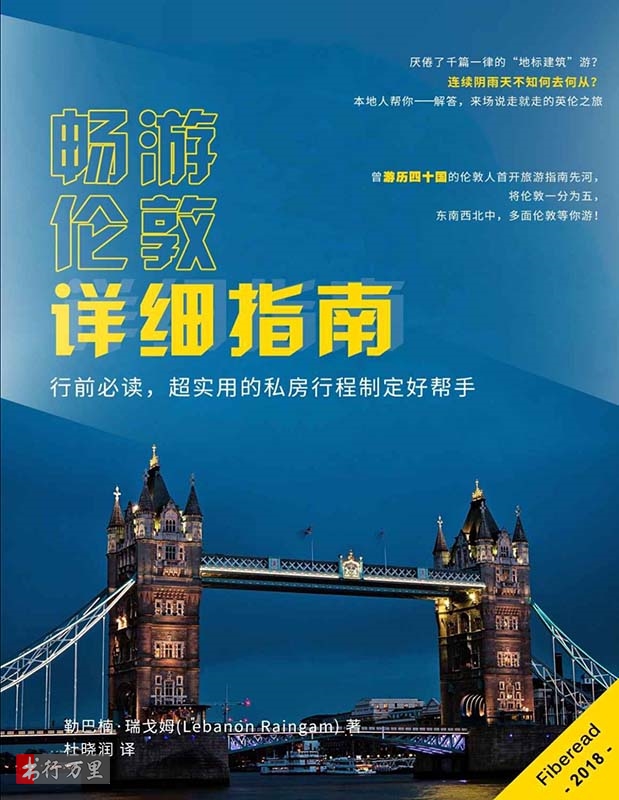 厌倦了千篇一律的“地标建筑”游？
连续阴雨天不知何去何从？
本地人帮你一一解答，来场说走就走的英伦之旅
曾游历四十国的伦敦人首开旅游指南先河，
将伦敦一分为五，
东南西北中，多面伦敦等你游！
畅游
伦敦
详细指南
行前必读，超实用的私房行程制定好帮手
勒巴楠·瑞戈姆(Lebanon Raingam) 著
杜晓润 译
书行万里
Fiberead
- 2018 -